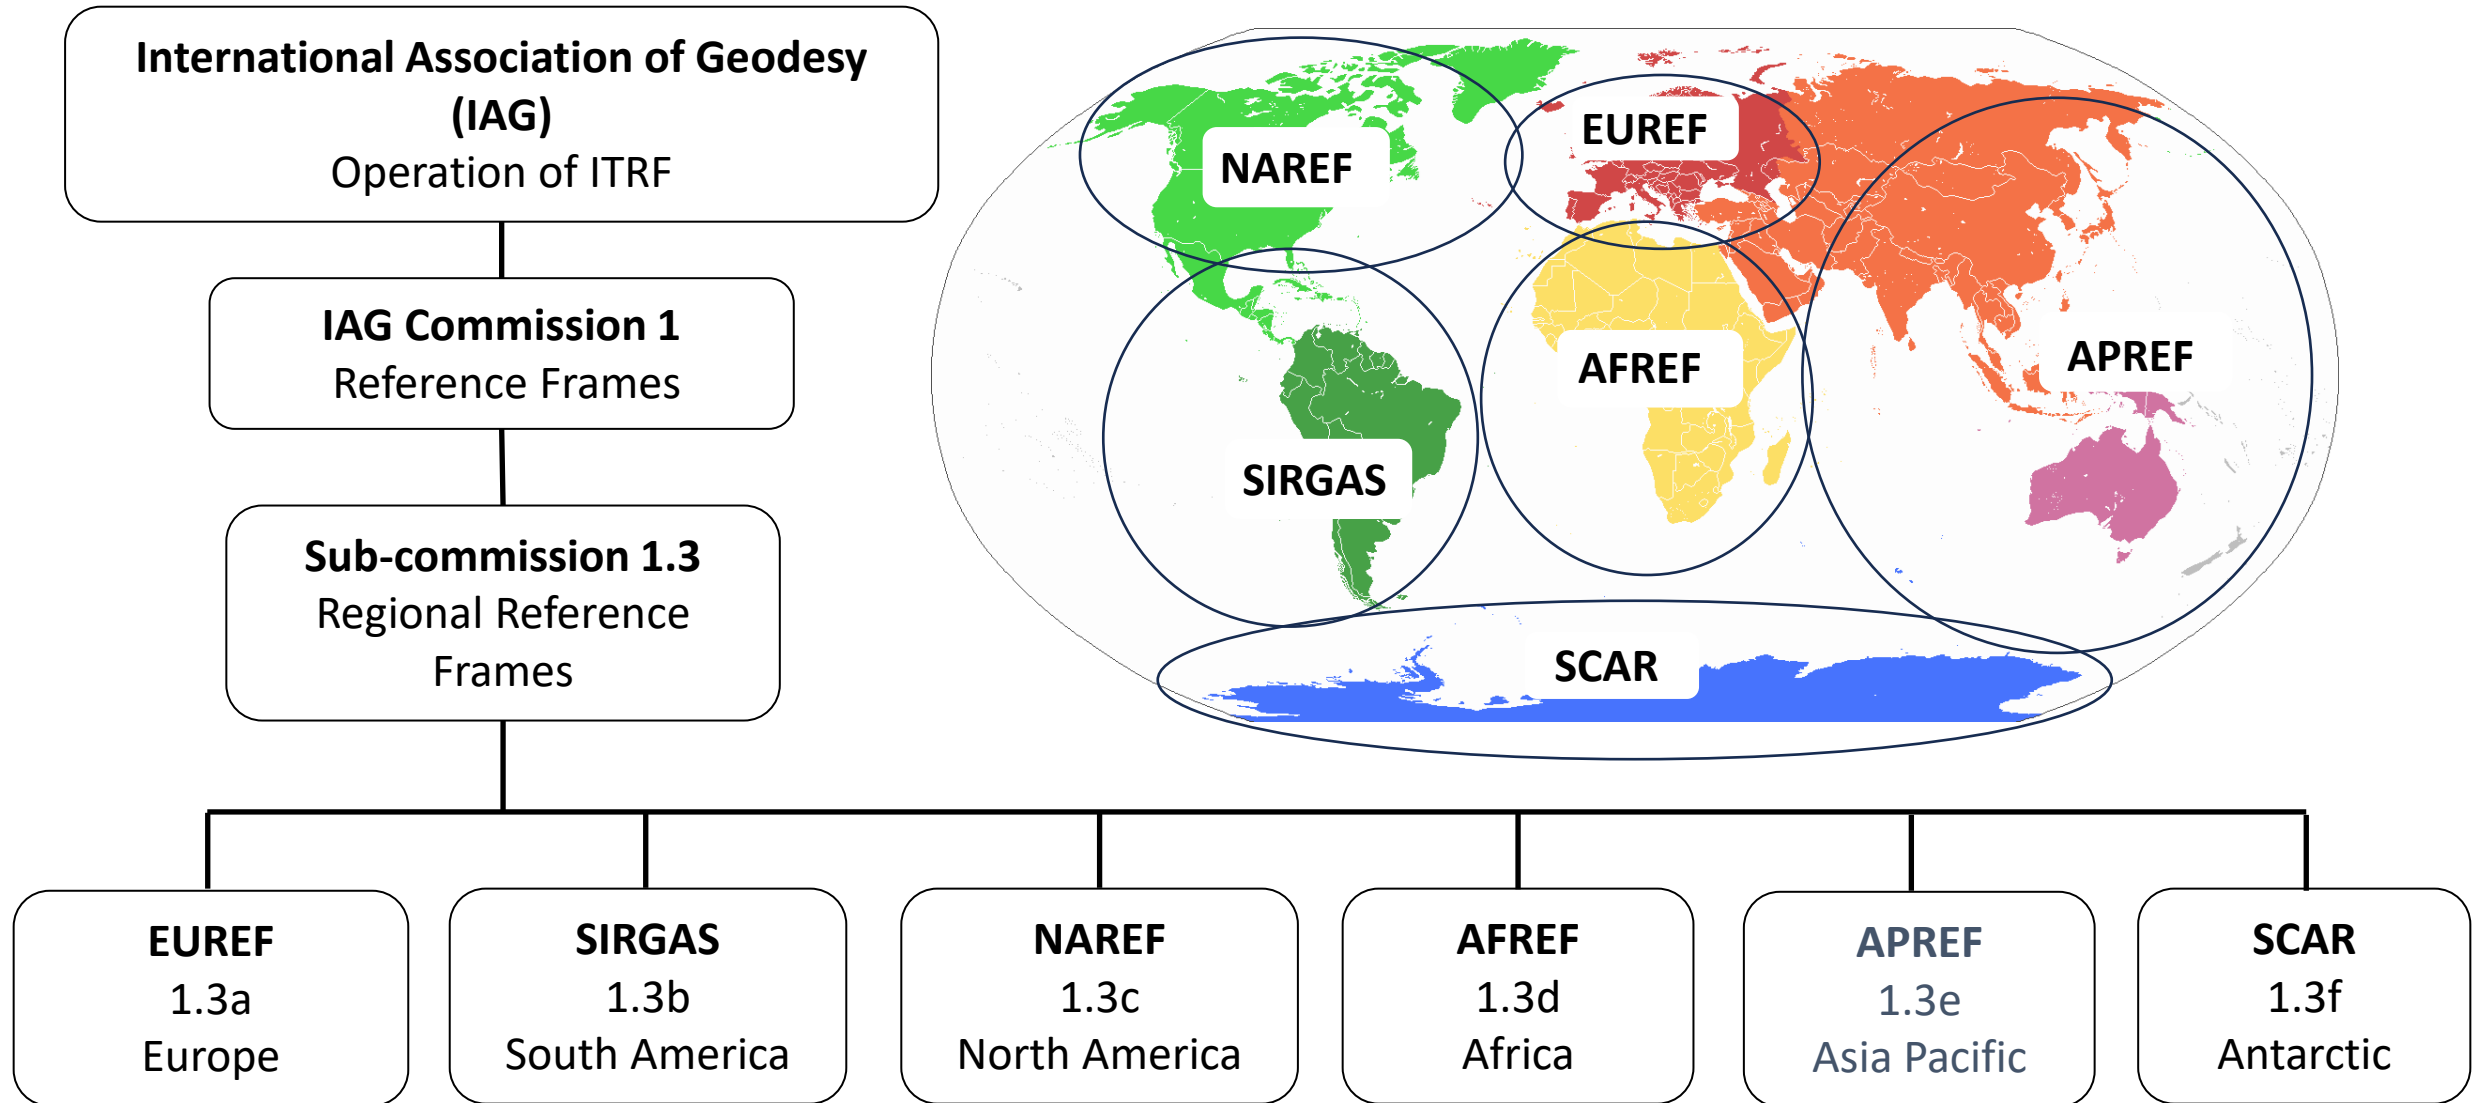 International Association of Geodesy
(IAG)
Operation of ITRF
IAG Commission 1
Reference Frames
Sub-commission 1.3
Regional Reference
Frames
NAREF
EUREF
AFREF
APREF
SIRGAS
SCAR
EUREF
1.3a
Europe
SIRGAS
1.3b
South America
NAREF
1.3c
North America
AFREF
1.3d
Africa
APREF
1.3e
Asia Pacific
SCAR
1.3f
Antarctic